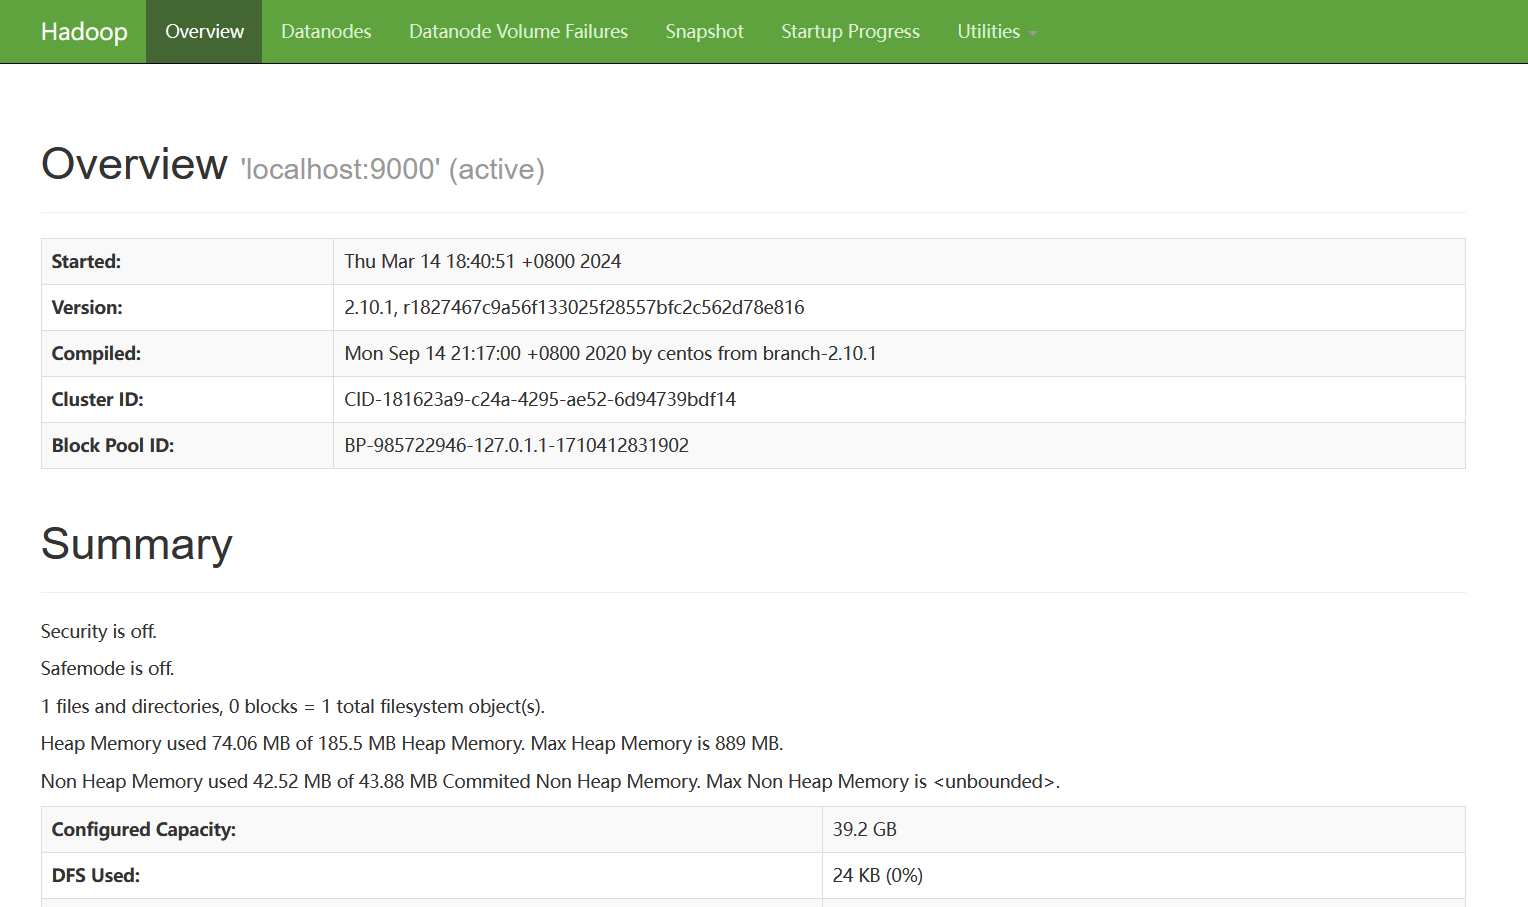 Hadoop Overview Datanodes Datanode Volume Failures Snapshot Startup Progress Utilities
Overview 'localhost:9000' (active)
Started: Thu Mar 14 18:40:51 +0800 2024
Version: 2.10.1, r1827467c9a56f133025f28557bfc2c562d78e816
Compiled: Mon Sep 14 21:17:00 +0800 2020 by centos from branch-2.10.1
Cluster ID: CID-181623a9-c24a-4295-ae52-6d94739bdf14
Block Pool ID: BP-985722946-127.0.1.1-1710412831902
Summary
Security is off.
Safemode is off.
1 files and directories, 0 blocks = 1 total filesystem object(s).
Heap Memory used 74.06 MB of 185.5 MB Heap Memory. Max Heap Memory is 889 MB.
Non Heap Memory used 42.52 MB of 43.88 MB Commited Non Heap Memory. Max Non Heap Memory is <unbounded>.
Configured Capacity: 39.2 GB
DFS Used: 24 KB (0%)